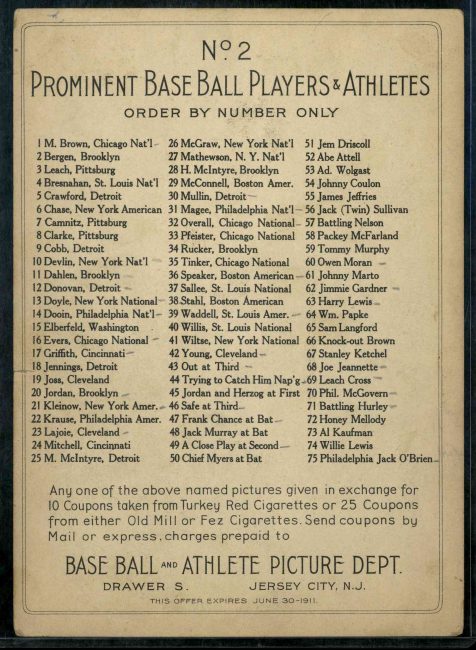 No. 2
PROMINENT BASE BALL PLAYERS & ATHLETES
ORDER BY NUMBER ONLY
1 M. Brown, Chicago Nat'l
2 Bergen, Brooklyn
3 Leach, Pittsburg
4 Bresnahan, St. Louis Nat'l
5 Crawford, Detroit
6 Chase, New York American
7 Camnitz, Pittsburg
8 Clarke, Pittsburg
9 Cobb, Detroit
10 Devlin, New York Nat'l
11 Dahlen, Brooklyn
12 Donovan, Detroit
13 Doyle, New York National
14 Dooin, Philadelphia Nat'l
15 Elberfeld, Washington
16 Evers, Chicago National
17 Griffith, Cincinnati
18 Jennings, Detroit
19 Joss, Cleveland
20 Jordan, Brooklyn
21 Kleinow, New York Amer.
22 Krause, Philadelphia Amer.
23 Lajoie, Cleveland
24 Mitchell, Cincinnati
25 M. McIntyre, Detroit
26 McGraw, New York Nat'l
27 Mathewson, N. Y. Nat'l
28 H. McIntyre, Brooklyn
29 McConnell, Boston Amer.
30 Mullin, Detroit
31 Magee, Philadelphia Nat'l
32 Overall, Chicago National
33 Pfeister, Chicago National
34 Rucker, Brooklyn
35 Tinker, Chicago National
36 Speaker, Boston American
37 Sallee, St. Louis National
38 Stahl, Boston American
39 Waddell, St. Louis Amer.
40 Willis, St. Louis National
41 Wiltse, New York National
42 Young, Cleveland
43 Out at Third
44 Trying to Catch Him Nap'g
45 Jordan and Herzog at First
46 Safe at Third
47 Frank Chance at Bat
48 Jack Murray at Bat
49 A Close Play at Second
50 Chief Myers at Bat
51 Jem Driscoll
52 Abe Attell
53 Ad. Wolgast
54 Johnny Coulon
55 James Jeffries
56 Jack (Twin) Sullivan
57 Battling Nelson
58 Packey McFarland
59 Tommy Murphy
60 Owen Moran
61 Johnny Marto
62 Jimmie Gardner
63 Harry Lewis
64 Wm. Papke
65 Sam Langford
66 Knock-out Brown
67 Stanley Ketchel
68 Joe Jeannette
69 Leach Cross
70 Phil. McGovern
71 Battling Hurley
72 Honey Mellody
73 Al Kaufman
74 Willie Lewis
75 Philadelphia Jack O'Brien
Any one of the above named pictures given in exchange for
10 Coupons taken from Turkey Red Cigarettes or 25 Coupons
from either Old Mill or Fez Cigarettes. Send coupons by
Mail or express, charges prepaid to
BASE BALL AND ATHLETE PICTURE DEPT.
DRAWER S. JERSEY CITY, N.J.
THIS OFFER EXPIRES JUNE 30-1911.